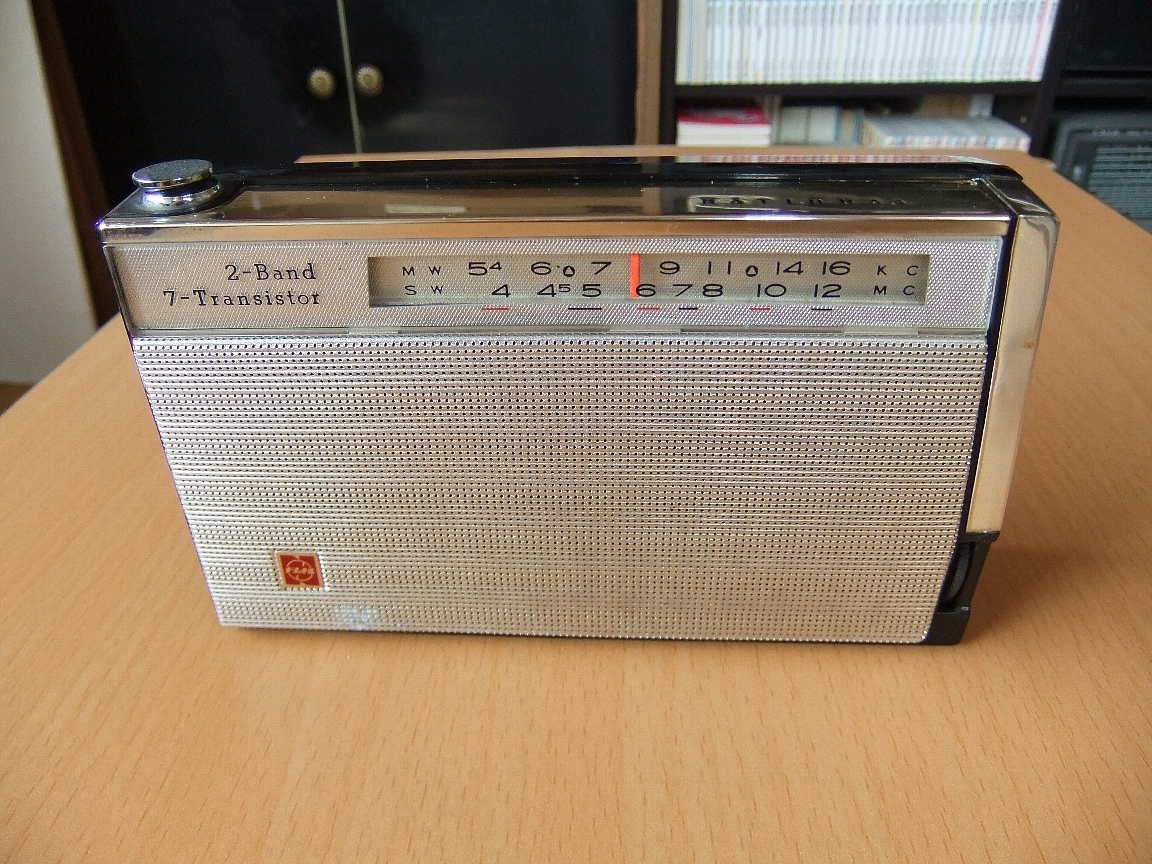 NATIONAL
2-Band
7-Transistor
MW 54 6 7 9 11 14 16 KC
SW 4 45 5 6 7 8 10 12 MC